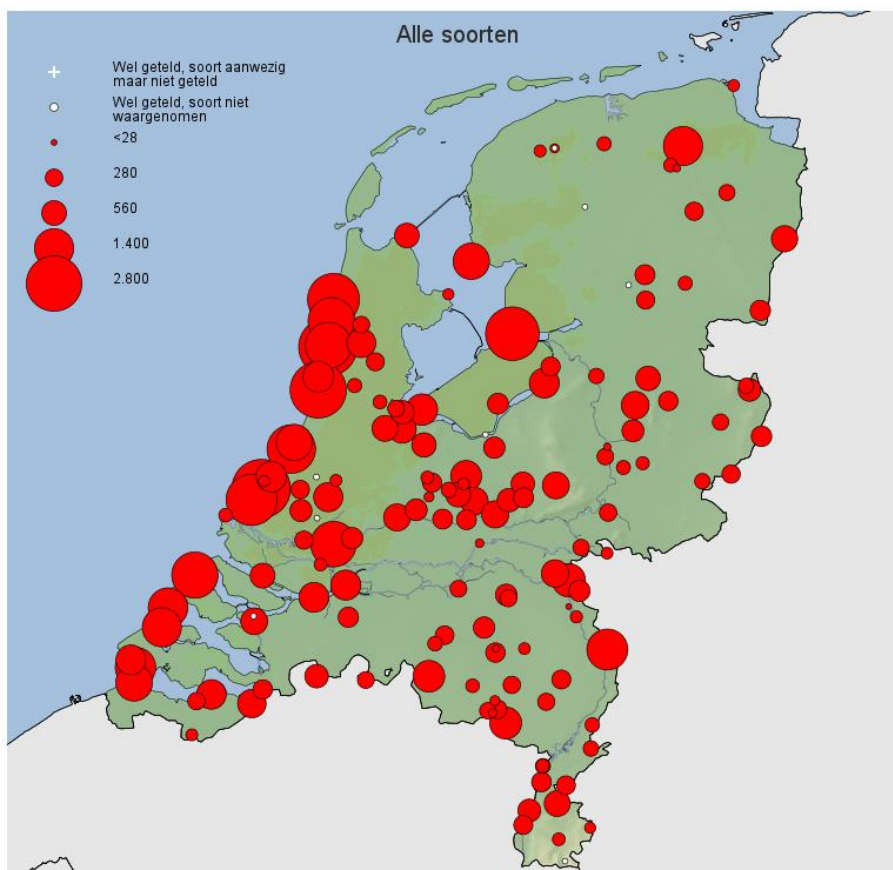 Alle soorten
Wel geteld, soort aanwezig
maar niet geteld
Wel geteld, soort niet
waargenomen
<28
280
560
1.400
2.800